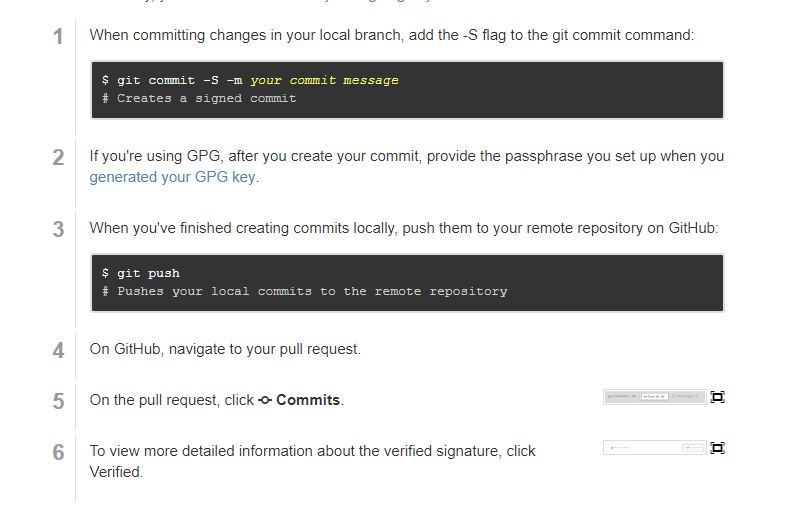 1
When committing changes in your local branch, add the -S flag to the git commit command:
$ git commit -S -m your commit message
# Creates a signed commit
2
If you're using GPG, after you create your commit, provide the passphrase you set up when you
generated your GPG key.
3
When you've finished creating commits locally, push them to your remote repository on GitHub:
$ git push
# Pushes your local commits to the remote repository
4
On GitHub, navigate to your pull request.
5
On the pull request, click Commits.
6
To view more detailed information about the verified signature, click
Verified.